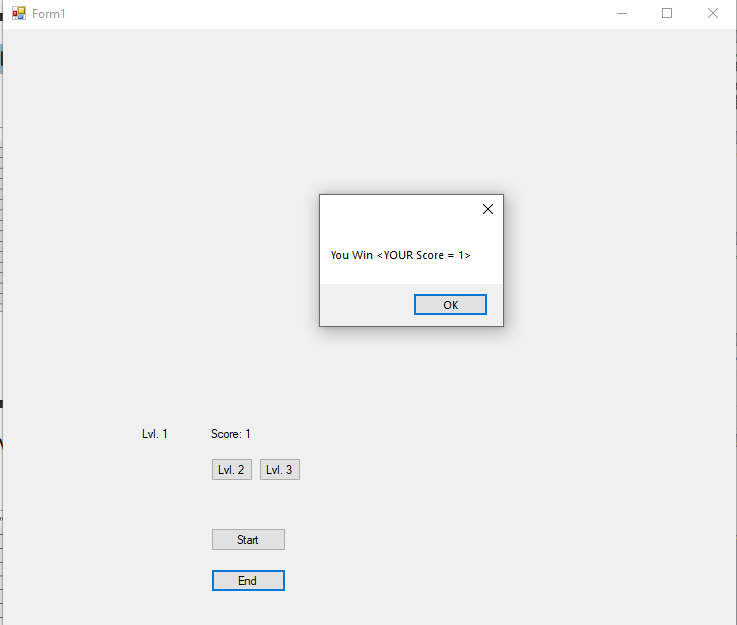 Form1
You Win <YOUR Score = 1>
OK
Lvl. 1 Score: 1
Lvl. 2 Lvl. 3
Start
End